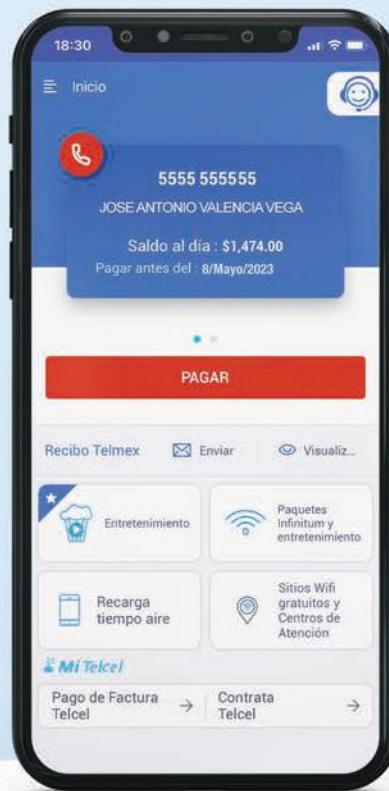 18:30
Inicio
5555 555555
JOSE ANTONIO VALENCIA VEGA
Saldo al día : $1,474.00
Pagar antes del : 8/Mayo/2023
PAGAR
Recibo Telmex
Enviar
Visualiz...
Entretenimiento
Paquetes
Infinitum y
entretenimiento
Recarga
tiempo aire
Sitios Wifi
gratuitos y
Centros de
Atención
Mi Telcel
Pago de Factura
Telcel
Contrata
Telcel